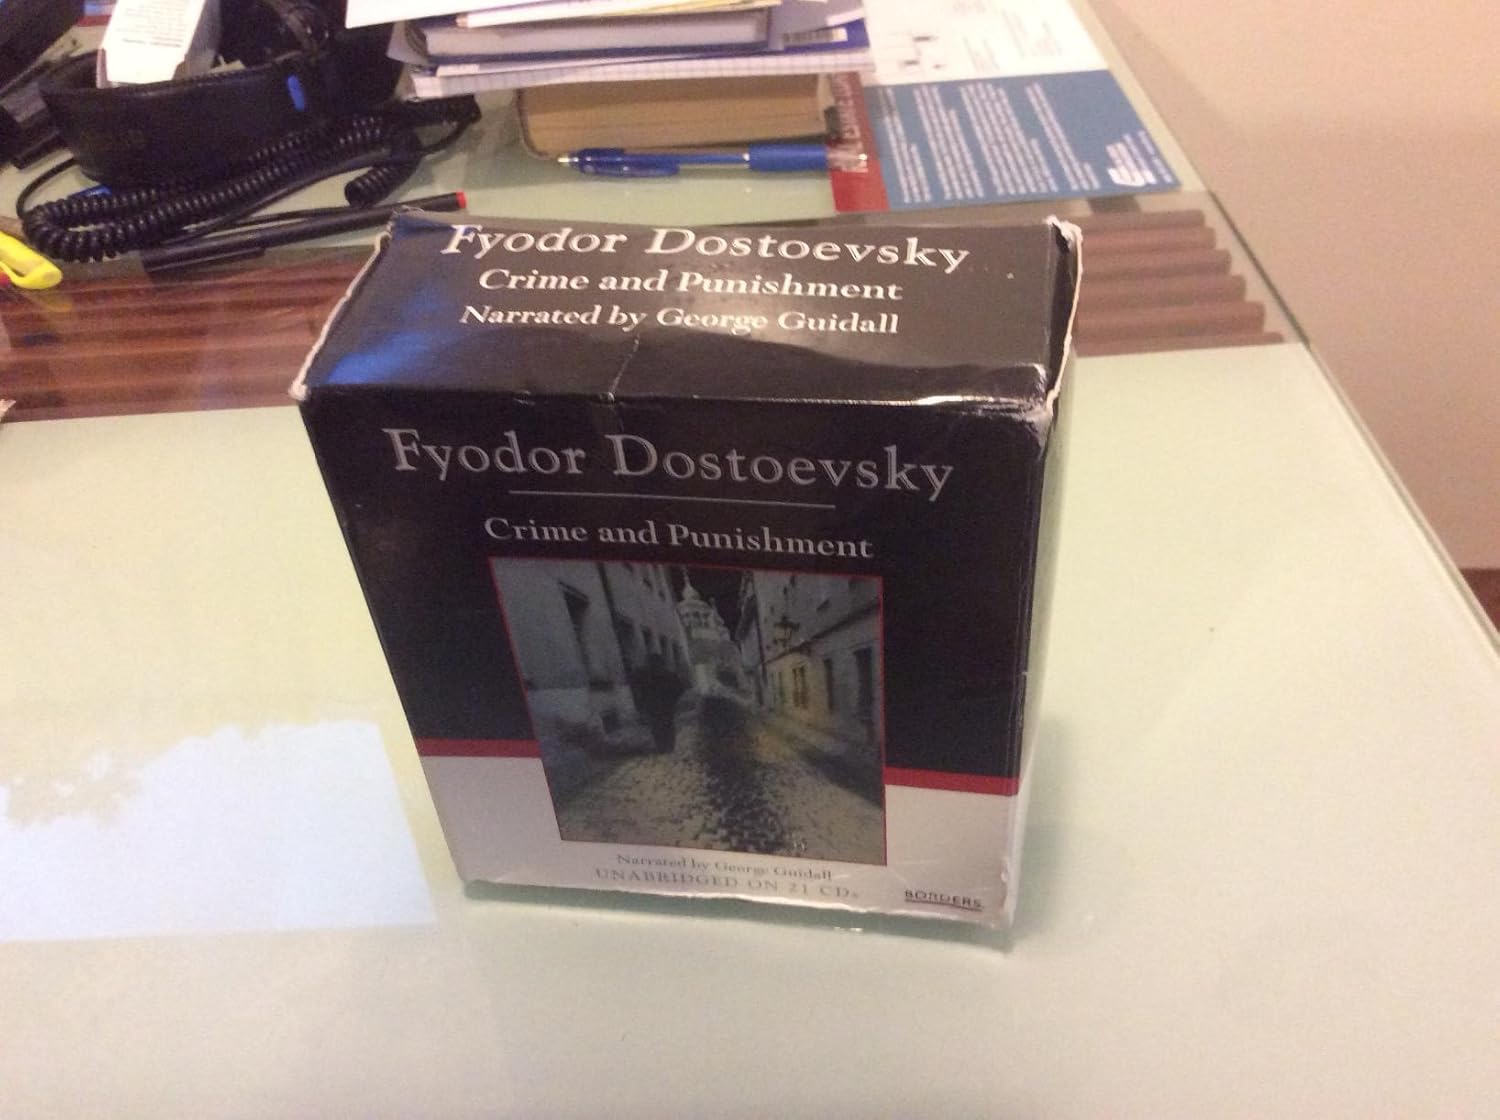 Fyodor Dostoevsky
Crime and Punishment
Narrated by George Guidall
Fyodor Dostoevsky
Crime and Punishment
Narrated by George Guidall
UNABRIDGED ON 21 CDs
BORDERS